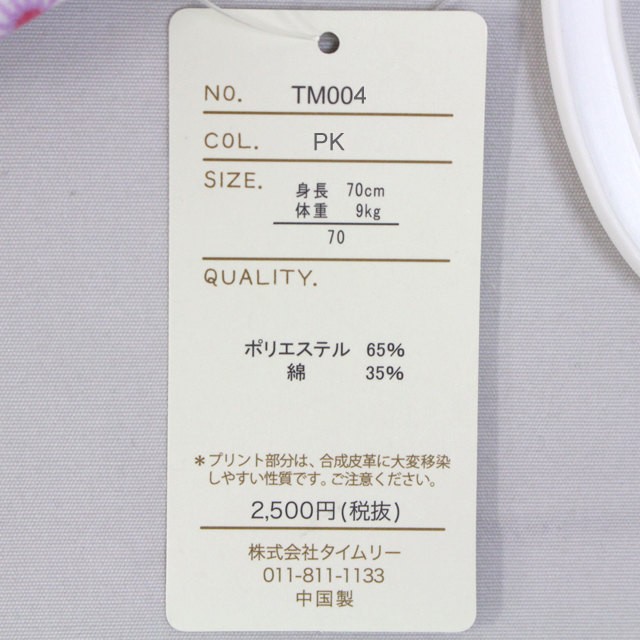 NO. TM004
COL. PK
SIZE.
身長 70cm
体重 9kg
70
QUALITY.
ポリエステル 65%
綿 35%
＊プリント部分は、合成皮革に大変移染
しやすい性質です。ご注意ください。
2,500円(税抜)
株式会社タイムリー
011-811-1133
中国製